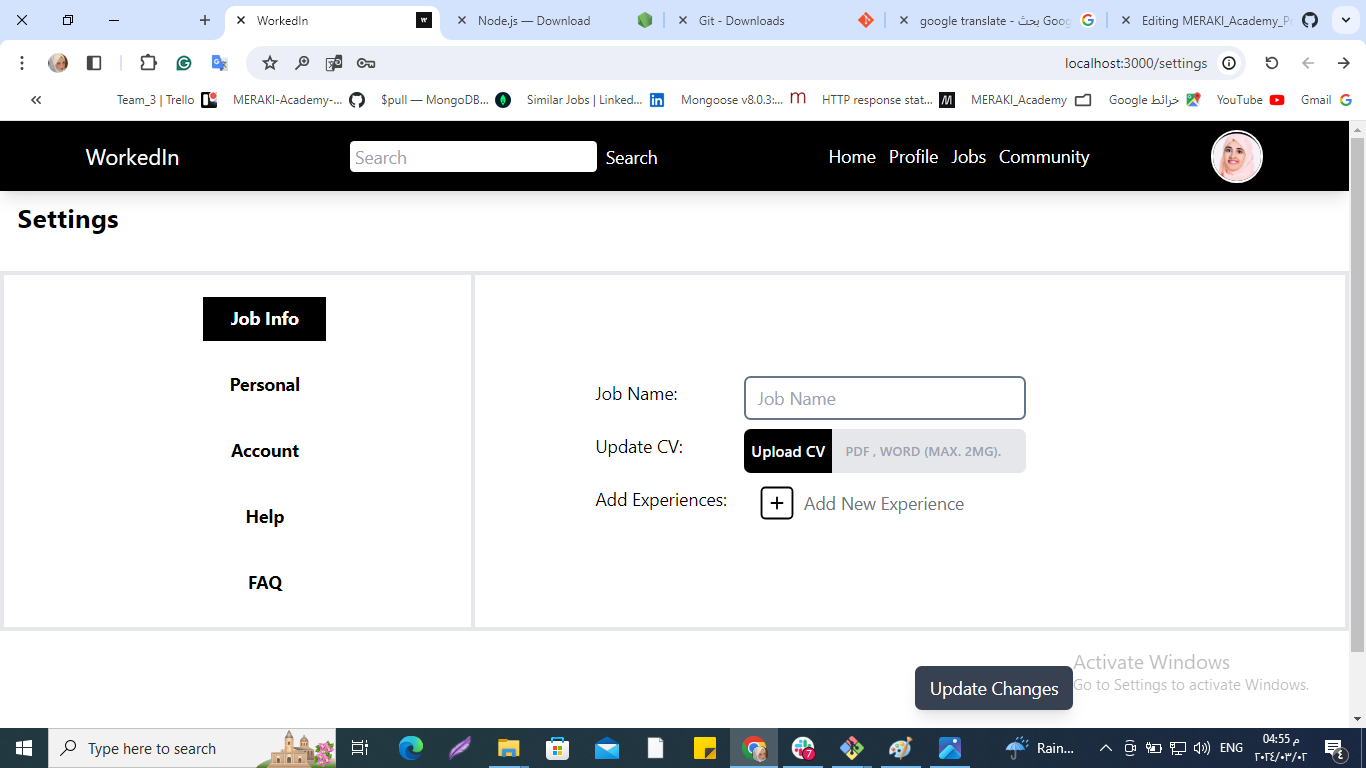 WorkedIn
Node.js — Download
Git - Downloads
google translate - بحث Goog
Editing MERAKI_Academy_P
localhost:3000/settings
Team_3 | Trello
MERAKI-Academy-...
$pull — MongoDB...
Similar Jobs | Linked...
Mongoose v8.0.3:...
HTTP response stat...
MERAKI_Academy
خرائط Google
YouTube
Gmail
WorkedIn
Search
Search
Home
Profile
Jobs
Community
Settings
Job Info
Personal
Account
Help
FAQ
Job Name:
Job Name
Update CV:
Upload CV
PDF , WORD (MAX. 2MG).
Add Experiences:
+ Add New Experience
Update Changes
Activate Windows
Go to Settings to activate Windows.
Type here to search
7
Rain...
ENG
04:55 م
٢٠٢٤/٠٣/٠٢
٤